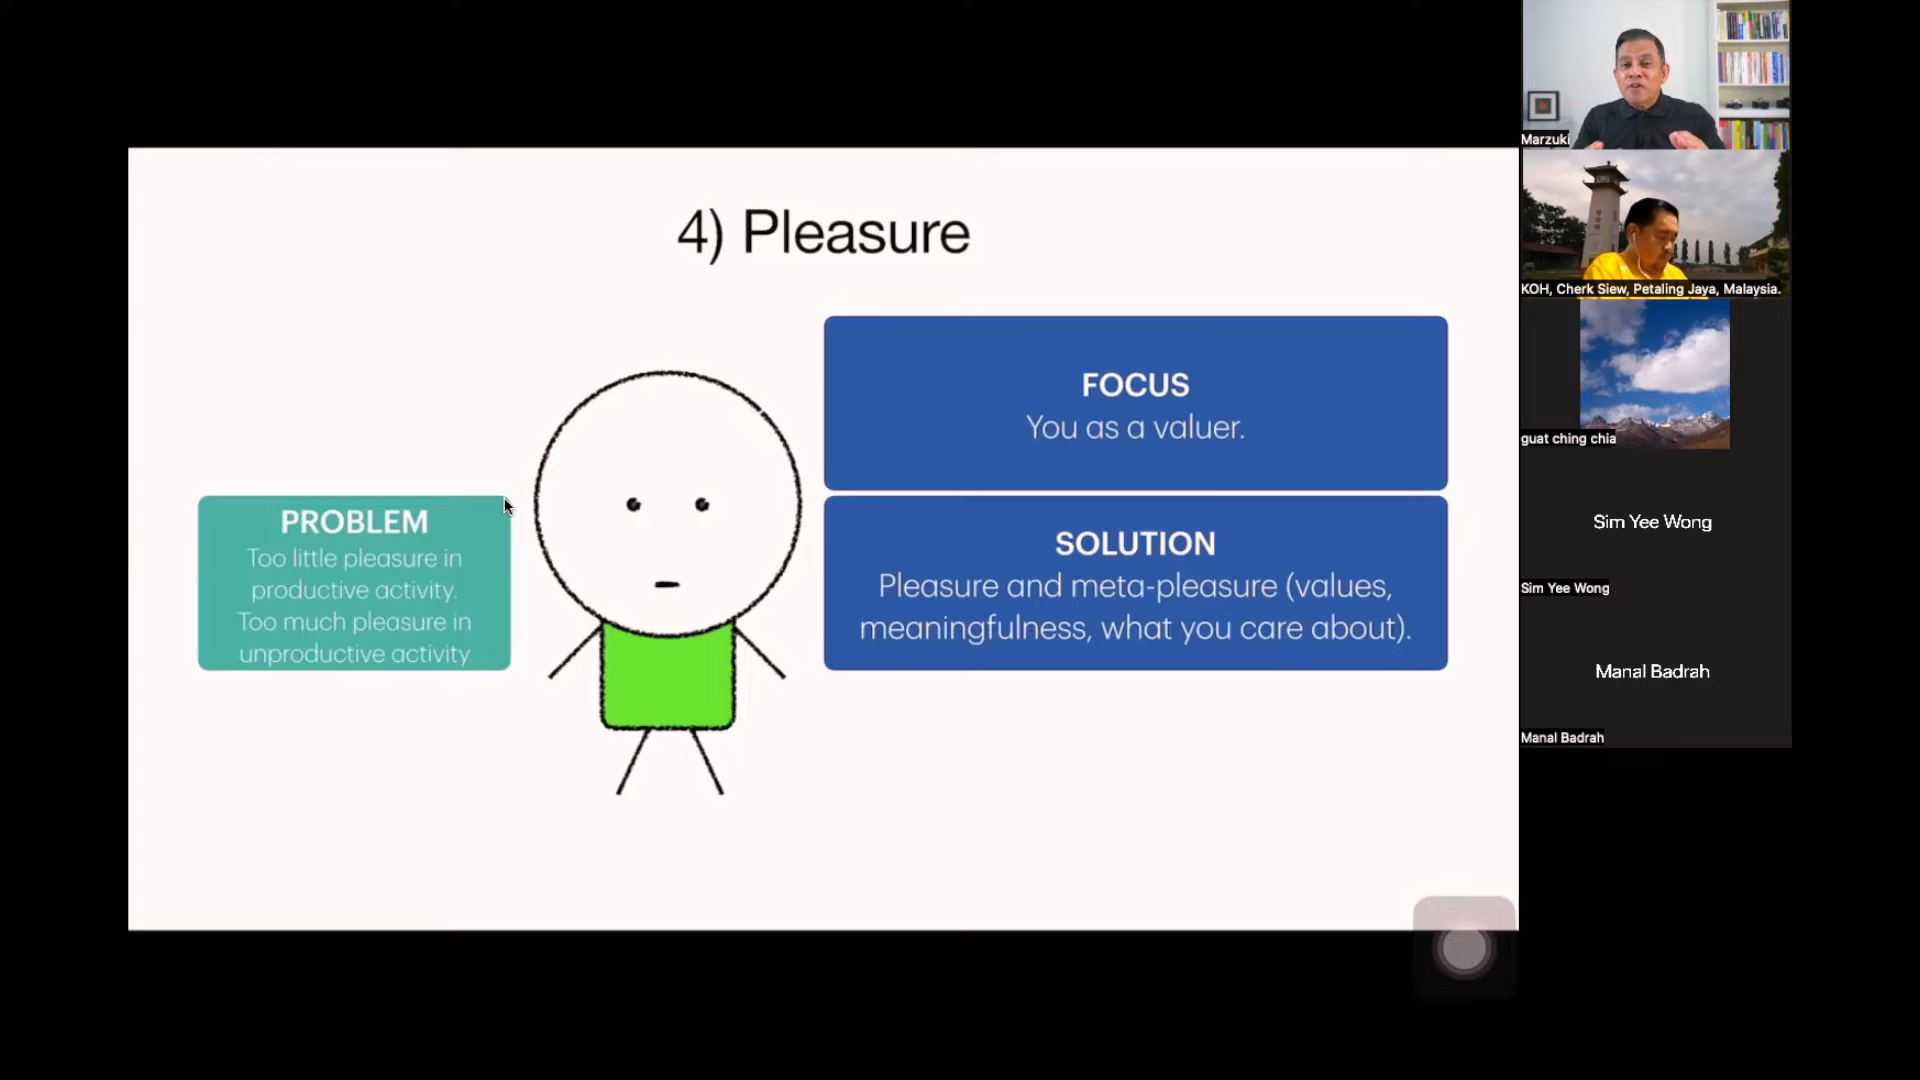 4) Pleasure
FOCUS
You as a valuer.
PROBLEM
Too little pleasure in
productive activity.
Too much pleasure in
unproductive activity
SOLUTION
Pleasure and meta-pleasure (values,
meaningfulness, what you care about).
Marzuki
KOH, Cherk Siew, Petaling Jaya, Malaysia.
guat ching chia
Sim Yee Wong
Sim Yee Wong
Manal Badrah
Manal Badrah